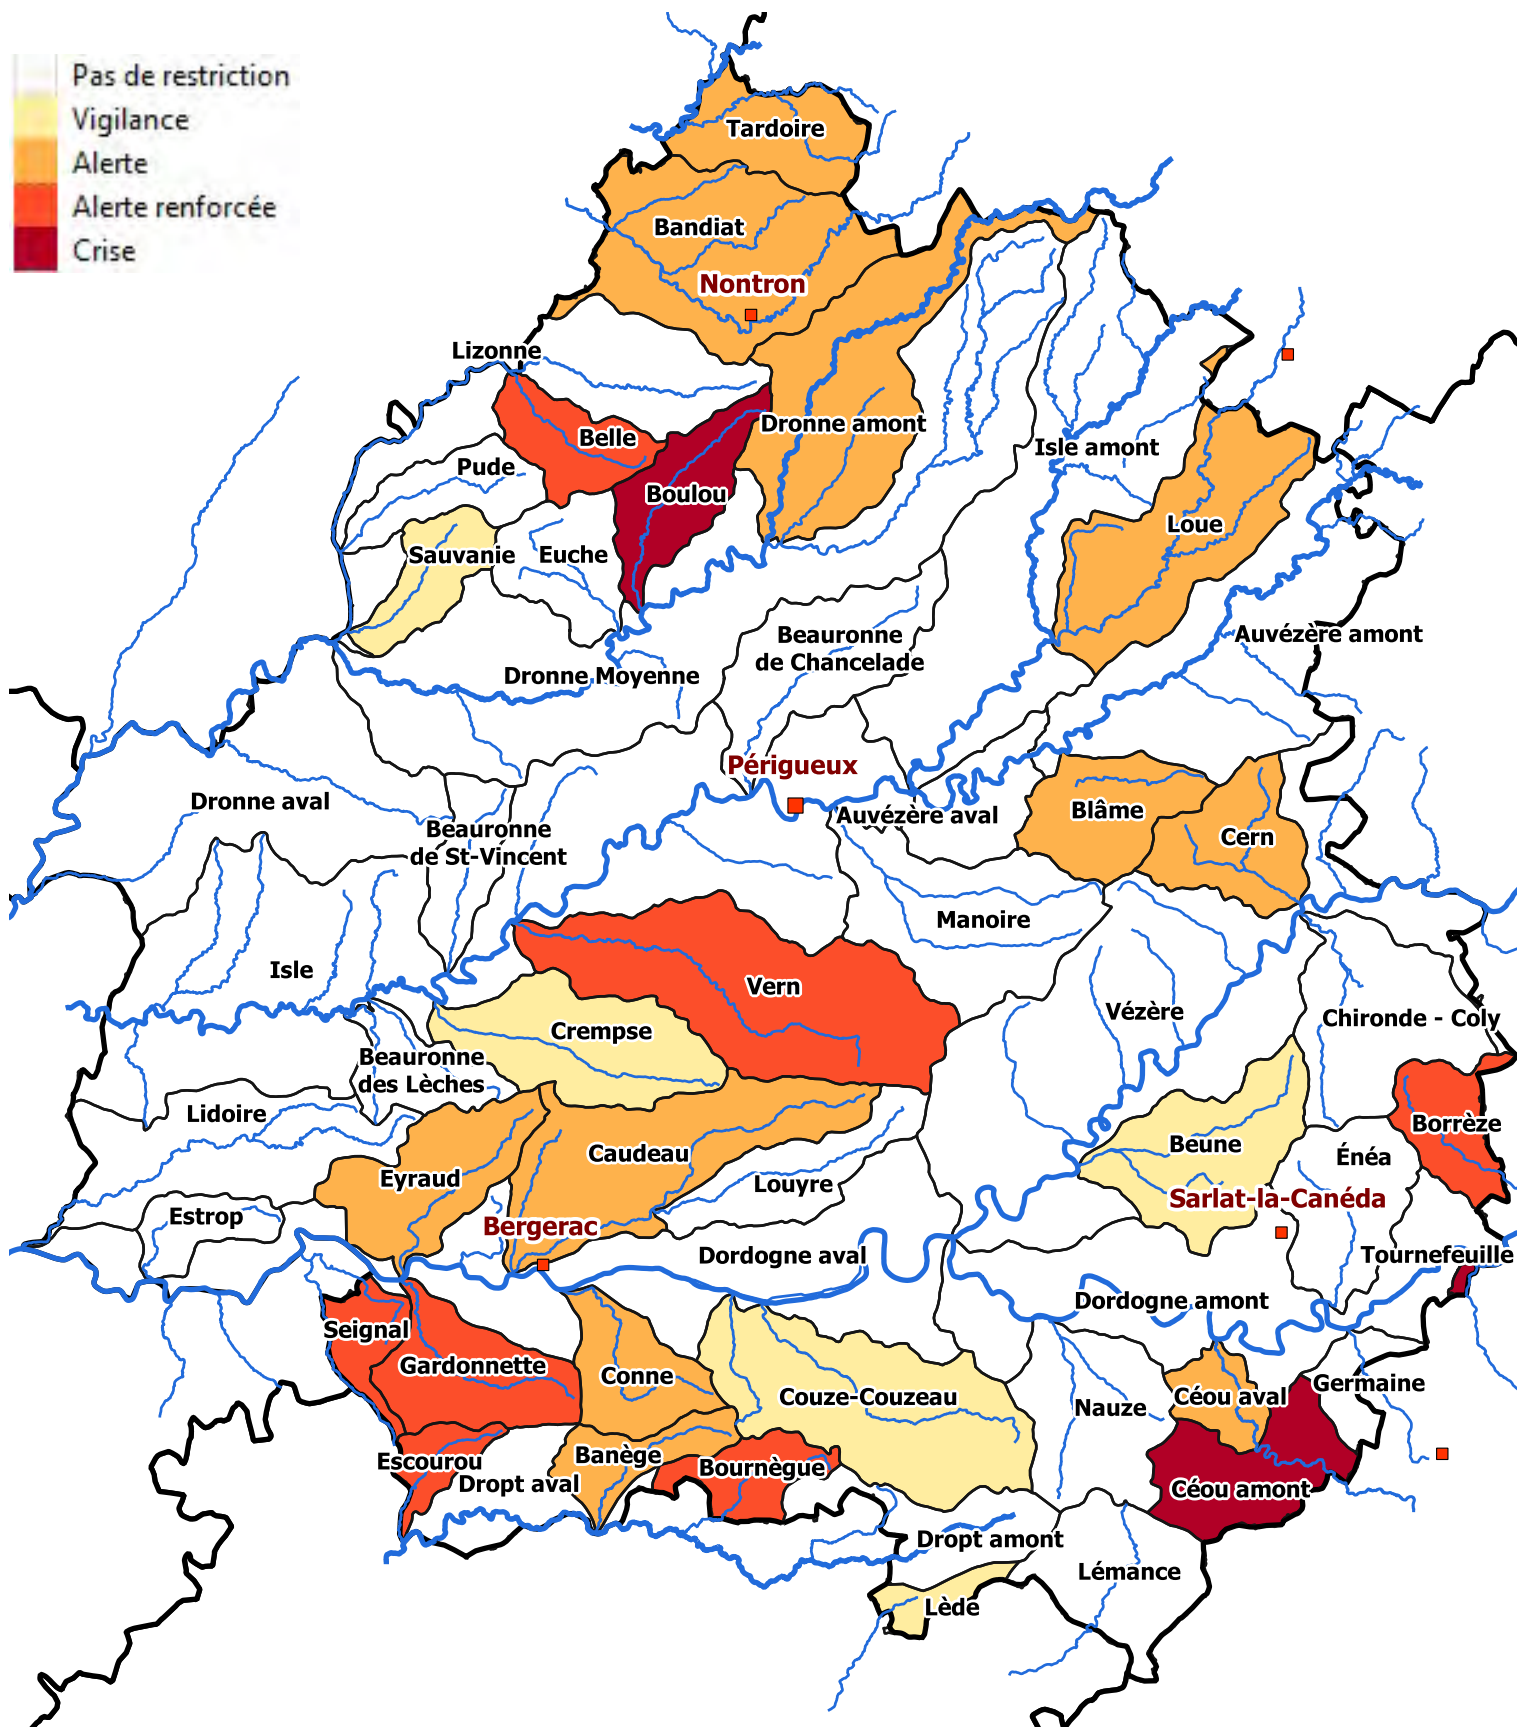 Pas de restriction
Vigilance
Alerte
Alerte renforcée
Crise
Tardoire
Bandiat
Nontron
Lizonne
Belle
Dronne amont
Pude
Isle amont
Boulou
Loue
Sauvanie
Euche
Beauronne
de Chancelade
Auvézère amont
Dronne Moyenne
Périgueux
Dronne aval
Blâme
Auvézère aval
Beauronne
de St-Vincent
Cern
Manoire
Isle
Vern
Vézère
Chironde - Coly
Crempse
Beauronne
des Lèches
Lidoire
Borrèze
Beune
Caudeau
Énéa
Eyraud
Louyre
Sarlat-la-Canéda
Estrop
Bergerac
Dordogne aval
Tournefeuille
Dordogne amont
Seignal
Gardonnette
Conne
Germaine
Couze-Couzeau
Céou aval
Nauze
Banège
Escourou
Bournègue
Dropt aval
Céou amont
Dropt amont
Lémance
Lède